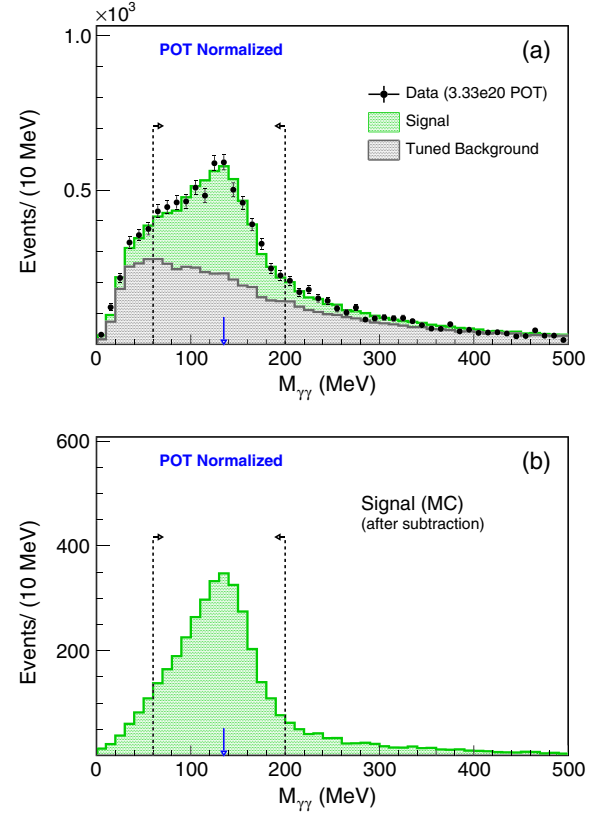 ×10³
1.0
POT Normalized
(a)
Data (3.33e20 POT)
Signal
Tuned Background
0.5
Events/ (10 MeV)
0 100 200 300 400 500
Mγγ (MeV)
600
POT Normalized
(b)
Signal (MC)
(after subtraction)
400
200
Events/ (10 MeV)
0 100 200 300 400 500
Mγγ (MeV)